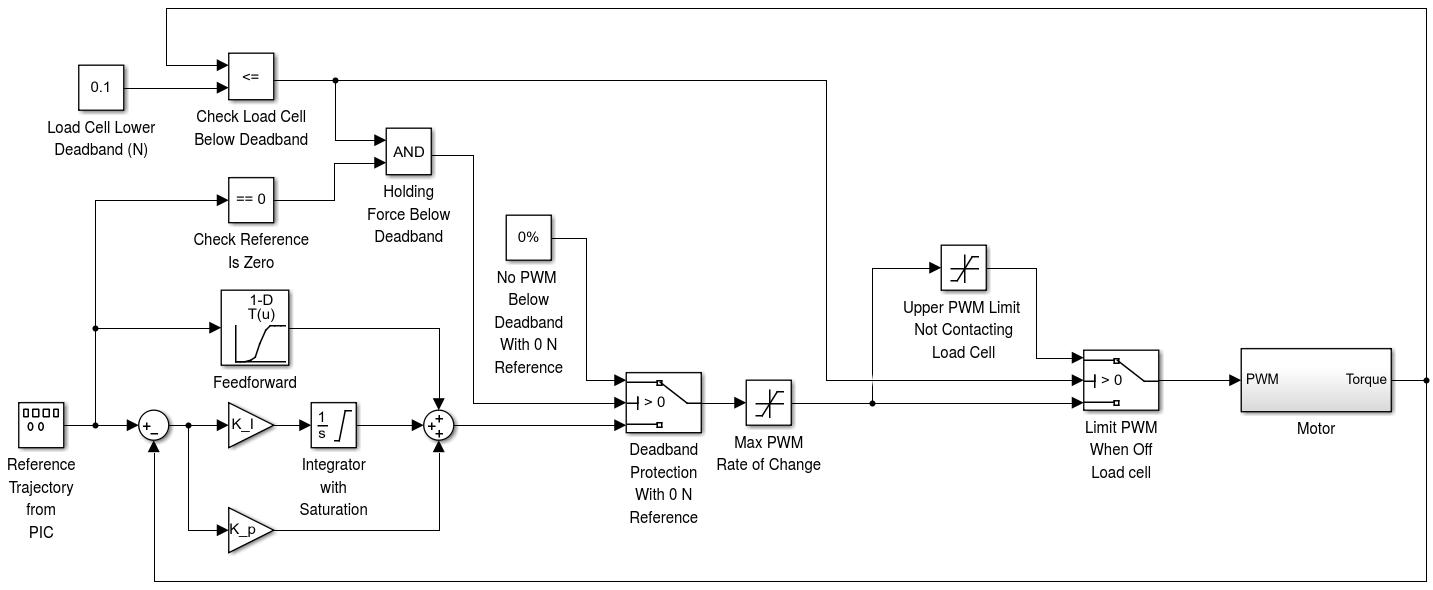 <=
0.1
Check Load Cell
Below Deadband
Load Cell Lower
Deadband (N)
AND
Holding
Force Below
Deadband
== 0
Check Reference
Is Zero
0%
No PWM
Below
Deadband
With 0 N
Reference
1-D
T(u)
Feedforward
Upper PWM Limit
Not Contacting
Load Cell
> 0
Limit PWM
When Off
Load cell
PWM
Torque
Motor
> 0
Deadband
Protection
With 0 N
Reference
Max PWM
Rate of Change
0 0
Reference
Trajectory
from
PIC
+
−
K_I
1
s
Integrator
with
Saturation
+
+
+
K_p